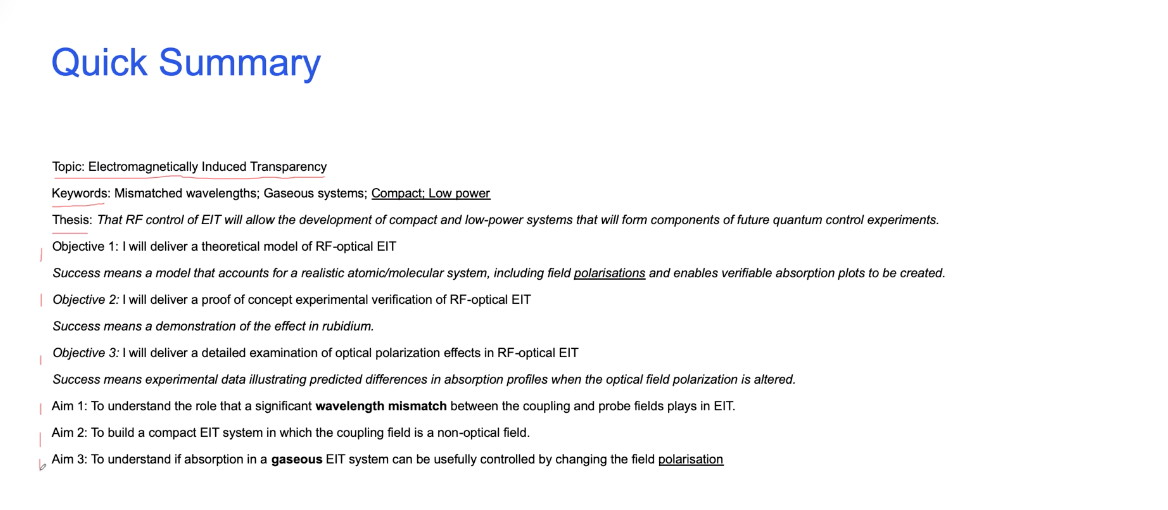 Quick Summary
Topic: Electromagnetically Induced Transparency
Keywords: Mismatched wavelengths; Gaseous systems; Compact; Low power
Thesis: That RF control of EIT will allow the development of compact and low-power systems that will form components of future quantum control experiments.
Objective 1: I will deliver a theoretical model of RF-optical EIT
Success means a model that accounts for a realistic atomic/molecular system, including field polarisations and enables verifiable absorption plots to be created.
Objective 2: I will deliver a proof of concept experimental verification of RF-optical EIT
Success means a demonstration of the effect in rubidium.
Objective 3: I will deliver a detailed examination of optical polarization effects in RF-optical EIT
Success means experimental data illustrating predicted differences in absorption profiles when the optical field polarization is altered.
Aim 1: To understand the role that a significant wavelength mismatch between the coupling and probe fields plays in EIT.
Aim 2: To build a compact EIT system in which the coupling field is a non-optical field.
Aim 3: To understand if absorption in a gaseous EIT system can be usefully controlled by changing the field polarisation